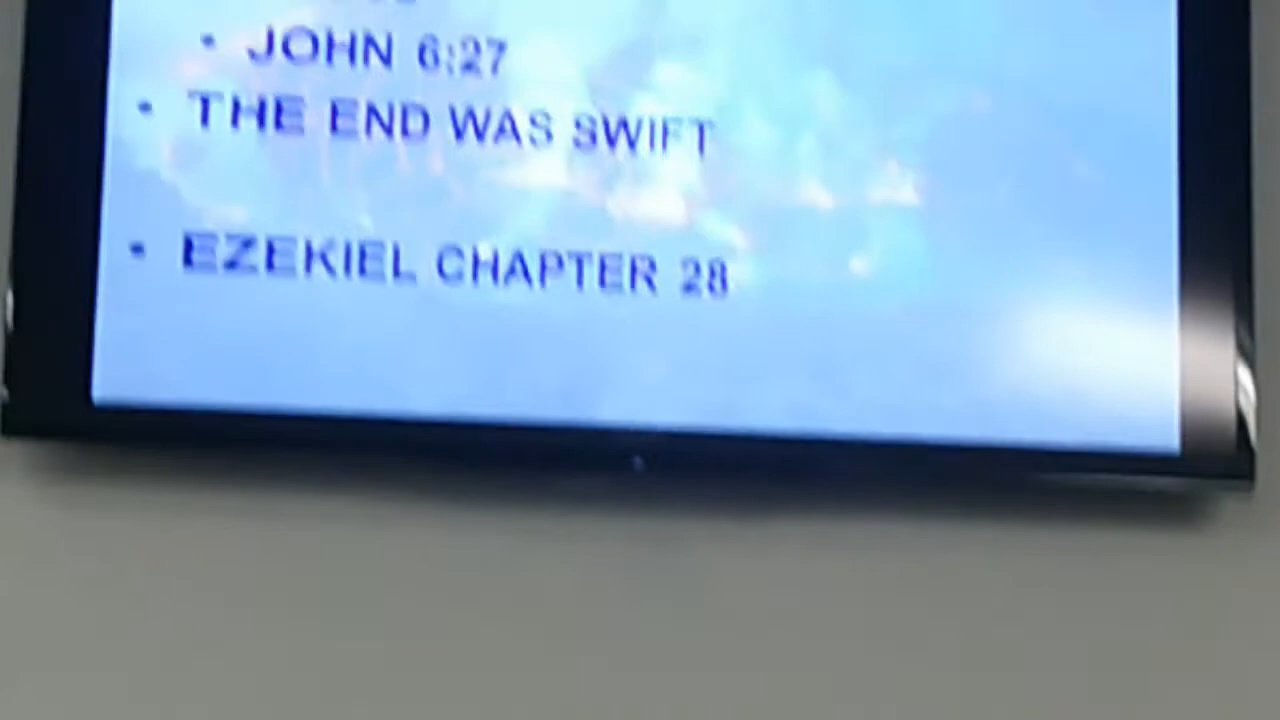 • JOHN 6:27
• THE END WAS SWIFT
• EZEKIEL CHAPTER 28